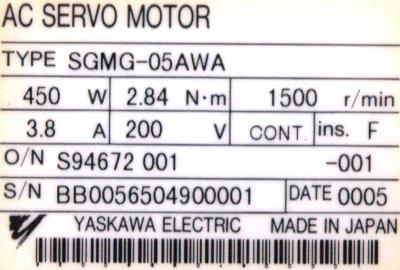 AC SERVO MOTOR
TYPE SGMG-05AWA
450 W 2.84 N·m 1500 r/min
3.8 A 200 V CONT. ins. F
O/N S94672 001 -001
S/N BB0056504900001 DATE 0005
YASKAWA ELECTRIC MADE IN JAPAN